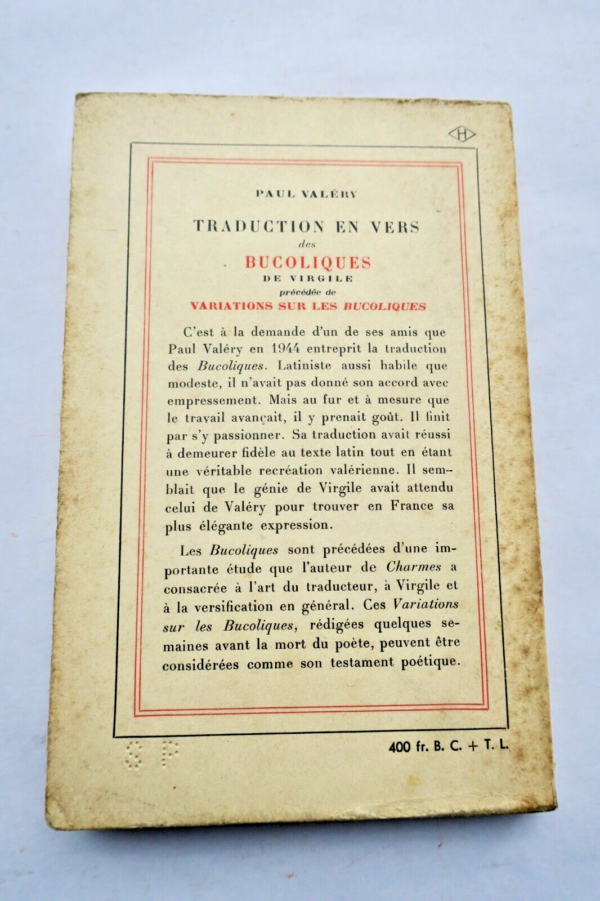 H
PAUL VALÉRY
TRADUCTION EN VERS
des
BUCOLIQUES
DE VIRGILE
précédée de
VARIATIONS SUR LES BUCOLIQUES
C'est à la demande d'un de ses amis que
Paul Valéry en 1944 entreprit la traduction
des Bucoliques. Latiniste aussi habile que
modeste, il n'avait pas donné son accord avec
empressement. Mais au fur et à mesure que
le travail avançait, il y prenait goût. Il finit
par s'y passionner. Sa traduction avait réussi
à demeurer fidèle au texte latin tout en étant
une véritable recréation valérienne. Il sem-
blait que le génie de Virgile avait attendu
celui de Valéry pour trouver en France sa
plus élégante expression.
Les Bucoliques sont précédées d'une im-
portante étude que l'auteur de Charmes a
consacrée à l'art du traducteur, à Virgile et
à la versification en général. Ces Variations
sur les Bucoliques, rédigées quelques se-
maines avant la mort du poète, peuvent être
considérées comme son testament poétique.
400 fr. B. C. + T. L.